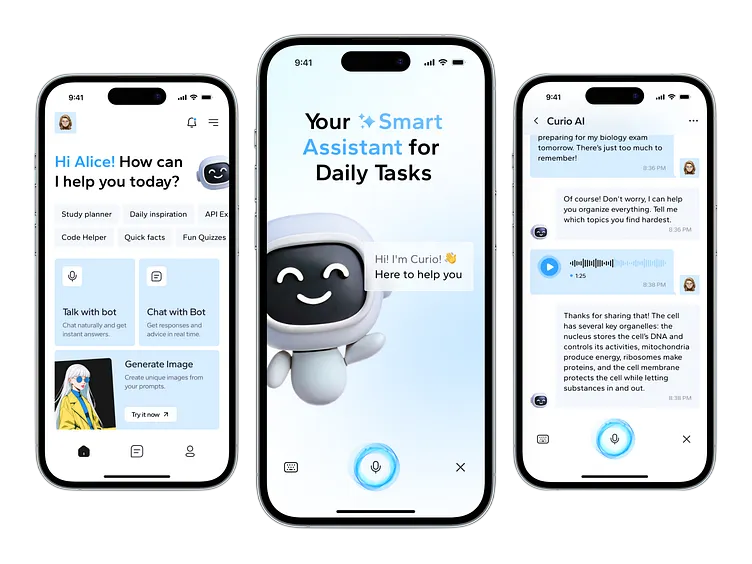 9:41
Hi Alice! How can
I help you today?
Study planner
Daily inspiration
API Ex
Code Helper
Quick facts
Fun Quizzes
Talk with bot
Chat naturally and get
instant answers.
Chat with Bot
Get responses and
advice in real time.
Generate Image
Create unique images from
your prompts.
Try it now
9:41
Your Smart
Assistant for
Daily Tasks
Hi! I'm Curio!👋
Here to help you
9:41
Curio AI
preparing for my biology exam
tomorrow. There's just too much to
remember!
8:36 PM
Of course! Don't worry, I can help
you organize everything. Tell me
which topics you find hardest.
8:36 PM
1:25
8:38 PM
Thanks for sharing that! The cell
has several key organelles: the
nucleus stores the cell's DNA and
controls its activities, mitochondria
produce energy, ribosomes make
proteins, and the cell membrane
protects the cell while letting
substances in and out.
8:38 PM